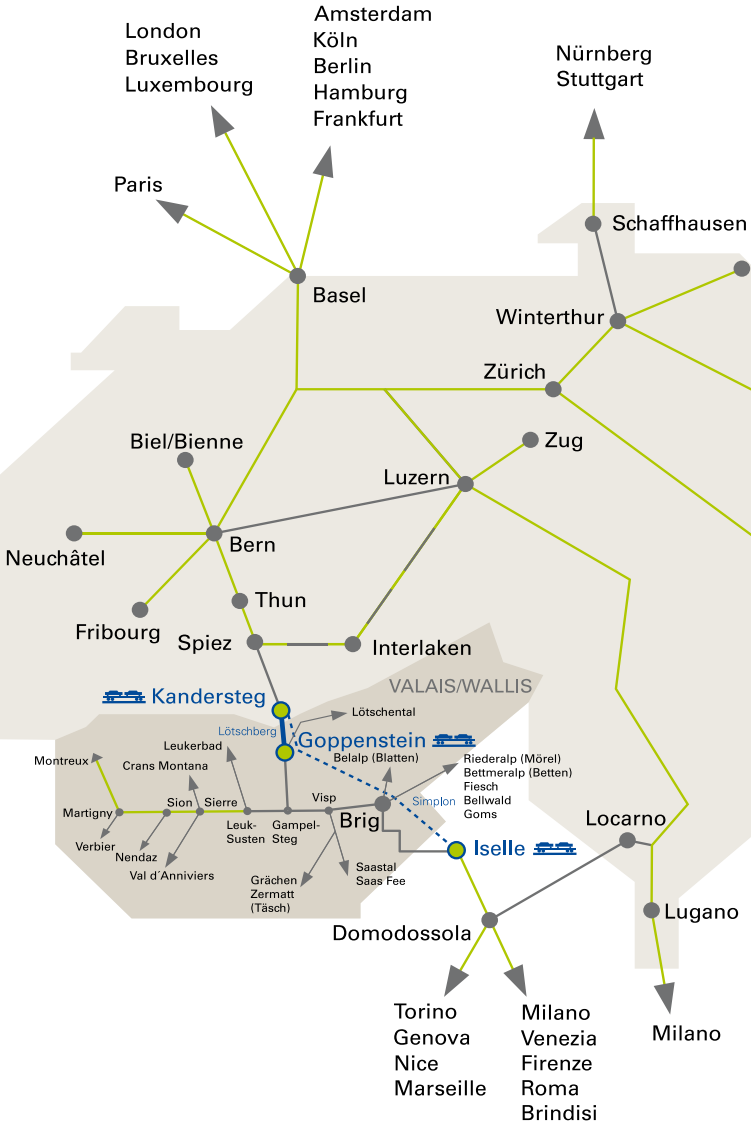 London
Bruxelles
Luxembourg
Amsterdam
Köln
Berlin
Hamburg
Frankfurt
Nürnberg
Stuttgart
Paris
Schaffhausen
Basel
Winterthur
Zürich
Biel/Bienne
Zug
Luzern
Neuchâtel
Bern
Thun
Fribourg
Spiez
Interlaken
VALAIS/WALLIS
Kandersteg
Lötschental
Lötschberg
Goppenstein
Leukerbad
Belalp (Blatten)
Montreux
Crans Montana
Riederalp (Mörel)
Bettmeralp (Betten)
Fiesch
Bellwald
Goms
Simplon
Martigny
Sion
Sierre
Visp
Brig
Leuk-
Susten
Gampel-
Steg
Locarno
Verbier
Nendaz
Val d´Anniviers
Iselle
Saastal
Saas Fee
Grächen
Zermatt
(Täsch)
Lugano
Domodossola
Torino
Genova
Nice
Marseille
Milano
Venezia
Firenze
Roma
Brindisi
Milano